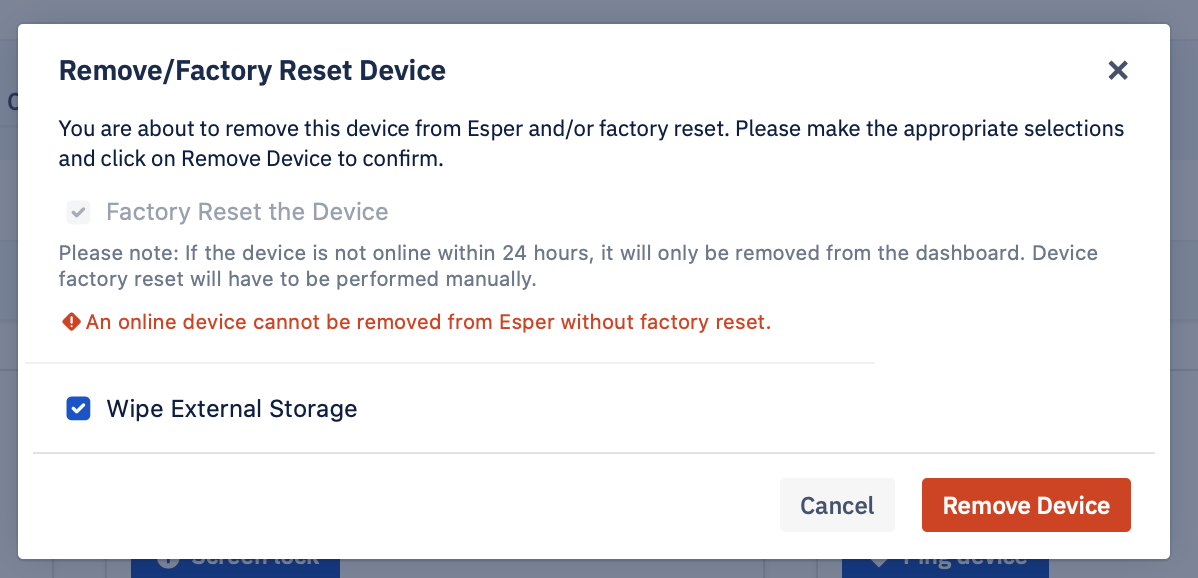 Remove/Factory Reset Device
You are about to remove this device from Esper and/or factory reset. Please make the appropriate selections
and click on Remove Device to confirm.
Factory Reset the Device
Please note: If the device is not online within 24 hours, it will only be removed from the dashboard. Device
factory reset will have to be performed manually.
An online device cannot be removed from Esper without factory reset.
Wipe External Storage
Cancel Remove Device
Screen lock Ping device